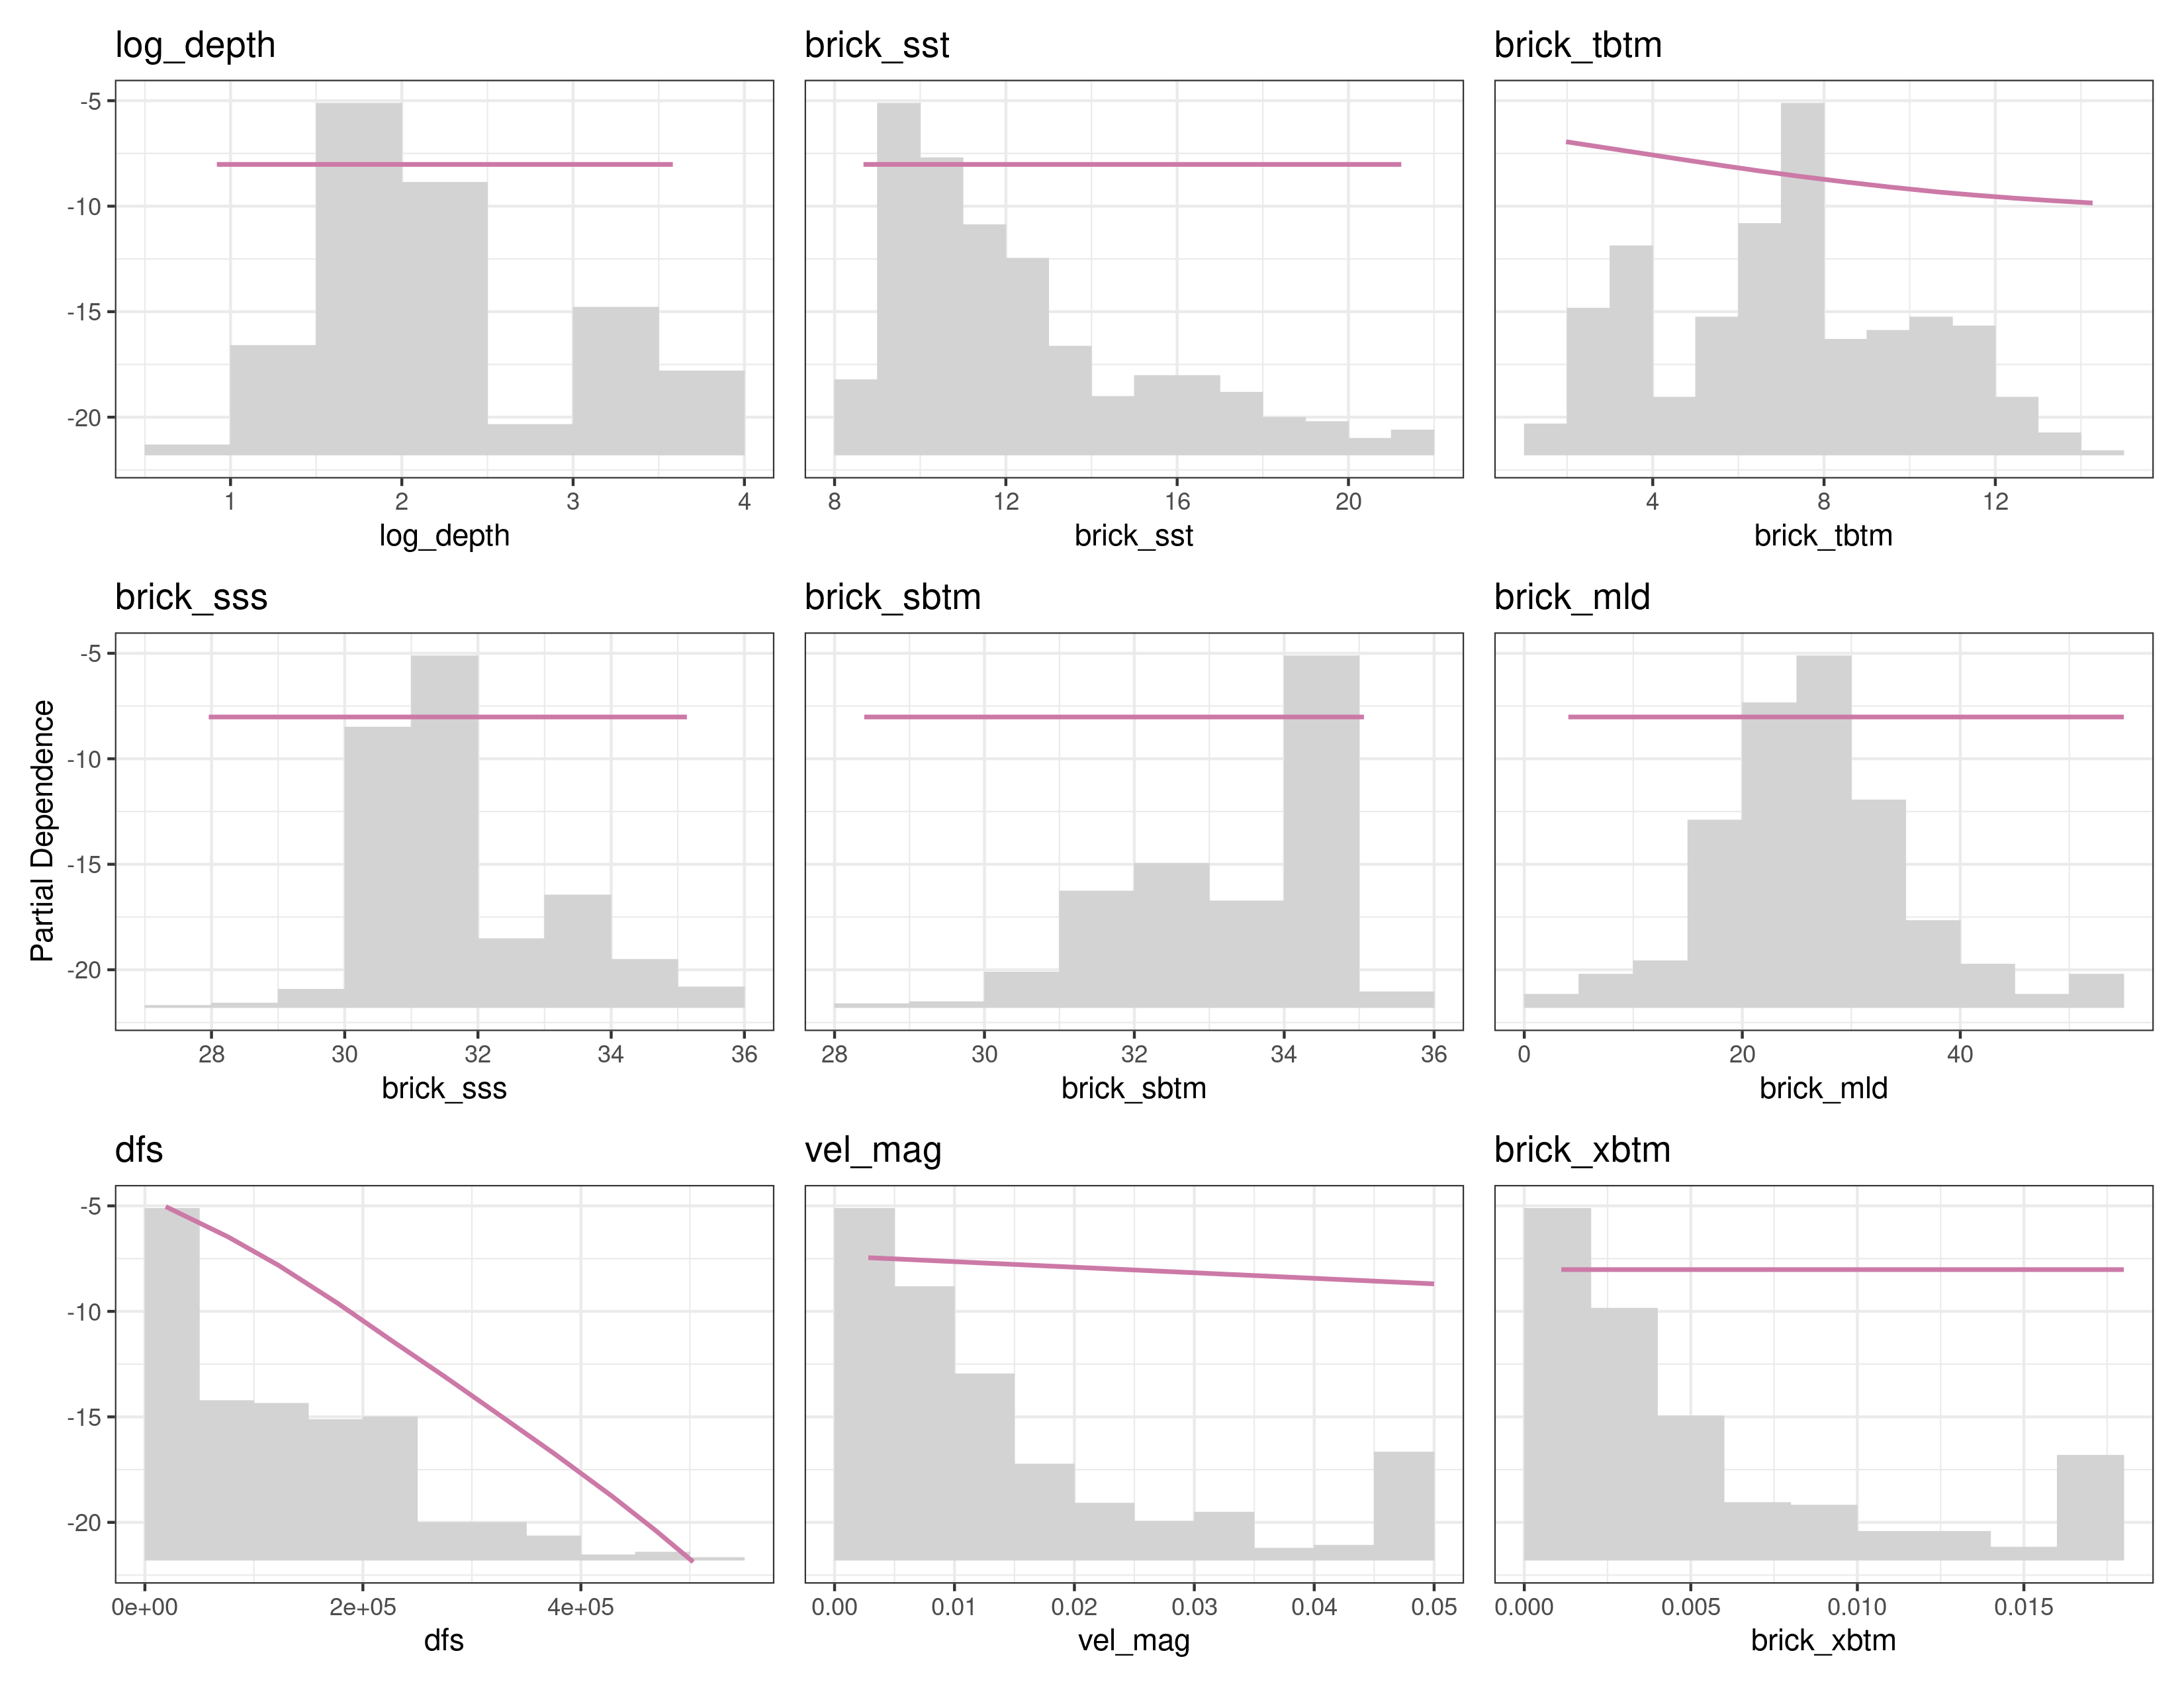 log_depth brick_sst brick_tbtm
-5
-10
-15
-20
1 2 3 4 8 12 16 20 4 8 12
log_depth brick_sst brick_tbtm
brick_sss brick_sbtm brick_mld
Partial Dependence
-5
-10
-15
-20
28 30 32 34 36 28 30 32 34 36 0 20 40
brick_sss brick_sbtm brick_mld
dfs vel_mag brick_xbtm
-5
-10
-15
-20
0e+00 2e+05 4e+05 0.00 0.01 0.02 0.03 0.04 0.05 0.000 0.005 0.010 0.015
dfs vel_mag brick_xbtm